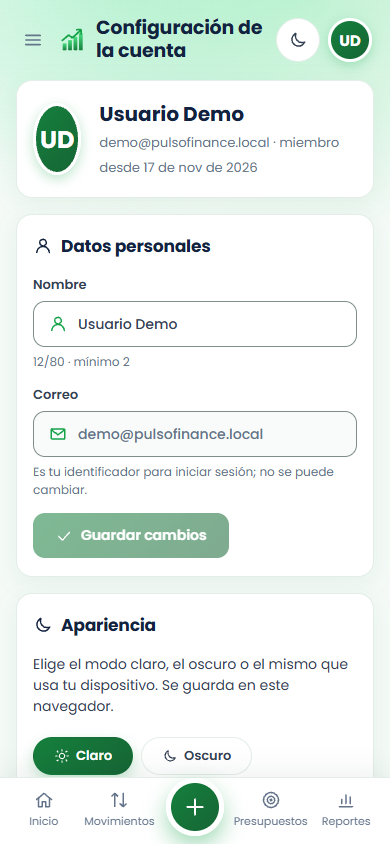 Configuración de
la cuenta
UD
UD
Usuario Demo
demo@pulsofinance.local · miembro
desde 17 de nov de 2026
Datos personales
Nombre
Usuario Demo
12/80 · mínimo 2
Correo
demo@pulsofinance.local
Es tu identificador para iniciar sesión; no se puede
cambiar.
Guardar cambios
Apariencia
Elige el modo claro, el oscuro o el mismo que
usa tu dispositivo. Se guarda en este
navegador.
Claro
Oscuro
Inicio
Movimientos
Presupuestos
Reportes